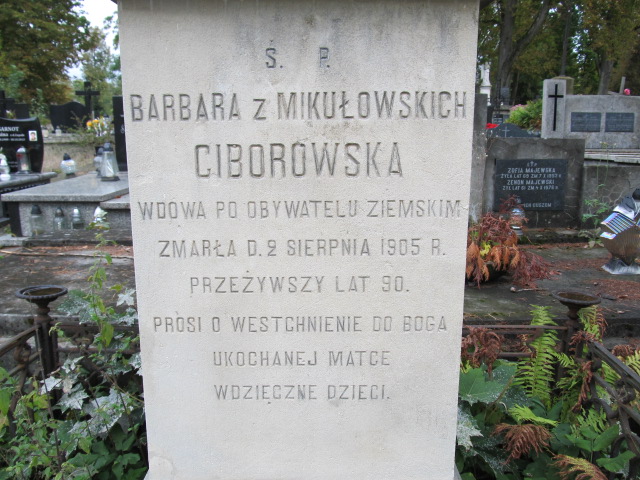 Ś. P.
BARBARA z MIKUŁOWSKICH
CIBOROWSKA
WDOWA PO OBYWATELU ZIEMSKIM
ZMARŁA D. 2 SIERPNIA 1905 R.
PRZEŻYWSZY LAT 90.
PROSI O WESTCHNIENIE DO BOGA
UKOCHANEJ MATCE
WDZIĘCZNE DZIECI.
ZOFIA MAJEWSKA
ZENON MAJEWSKI